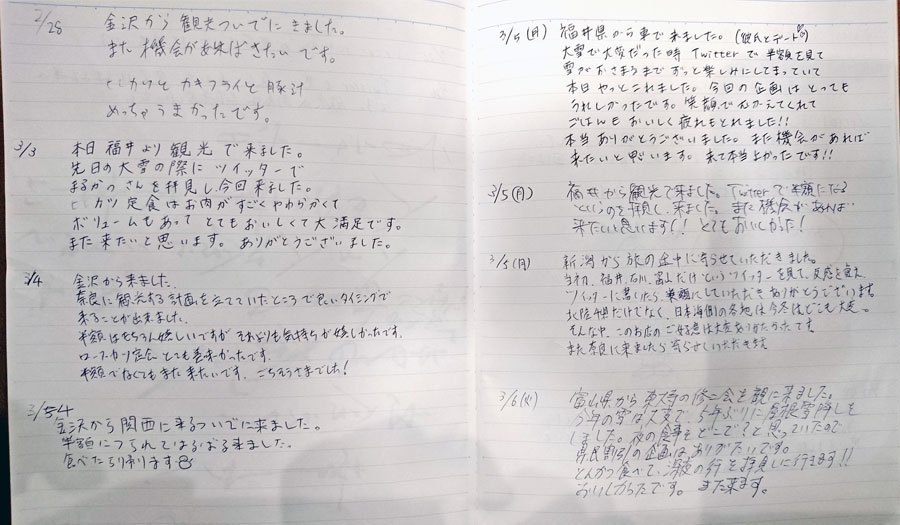 2/28 金沢から観光ついでにきました。
また機会があればきたいです。
ヒレカツと カキフライと 豚汁
めっちゃうまかったです。
3/3 本日福井より観光で来ました。
先日の大雪の際にツイッターで
まるかつさんを拝見し今回来ました。
ヒレカツ定食はお肉がすごくやわらかくて
ボリュームもあってとてもおいしくて大満足です。
また来たいと思います。ありがとうございました。
3/4 金沢から来ました。
奈良に観光する計画を立てていたところで良いタイミングで
来ることが出来ました。
半額はもちろん嬉しいですがそれよりも気持ちが嬉しかったです。
ロースカツ定食とても美味かったです。
半額でなくてもまた来たいです。ごちそうさまでした!
金沢から関西に来るついでに来ました。
半額につられてはるばる来ました。
食べたら帰ります
3/5(月) 福井県から車で来ました。(彼氏とデート)
大雪で大変だった時Twitterで半額を見て
雪がおさまるまでずっと楽しみにしてまっていて
本日やっとこれました。今回の企画はとっても
うれしかったです。笑顔でむかえてくれて
ごはんもおいしく疲れもとれました!!
本当ありがとうございました。また機会があれば
来たいと思います。来て本当よかったです!!
3/5(月) 福井から観光で来ました。Twitterで半額になる
というのを拝見し、来ました。また機会があれば
来たいと思います!! とてもおいしかった!
3/5(月) 新潟から旅の途中に寄らせていただきました。
当初、福井、石川、富山だけというツイッターを見て、反感を覚え
ツイッターに書いたら、半額にしていただきありがとうございます。
北陸3県だけでなく、日本海側の各地は今冬はどこも大変。
そんな中、このお店のご好意は大変ありがたかったです。
また奈良に来ましたら寄らせていただきます
3/6(火) 富山県から東大寺の修二会を観に来ました。
今年の雪は大変で、5年ぶりに屋根雪降しを
しました。夜の食事をどこで?と思っていたので
県民割引の企画はありがたいです。
とんかつ食べて、深夜の行を拝見しに行きます!!
おいしかったです。また来ます。